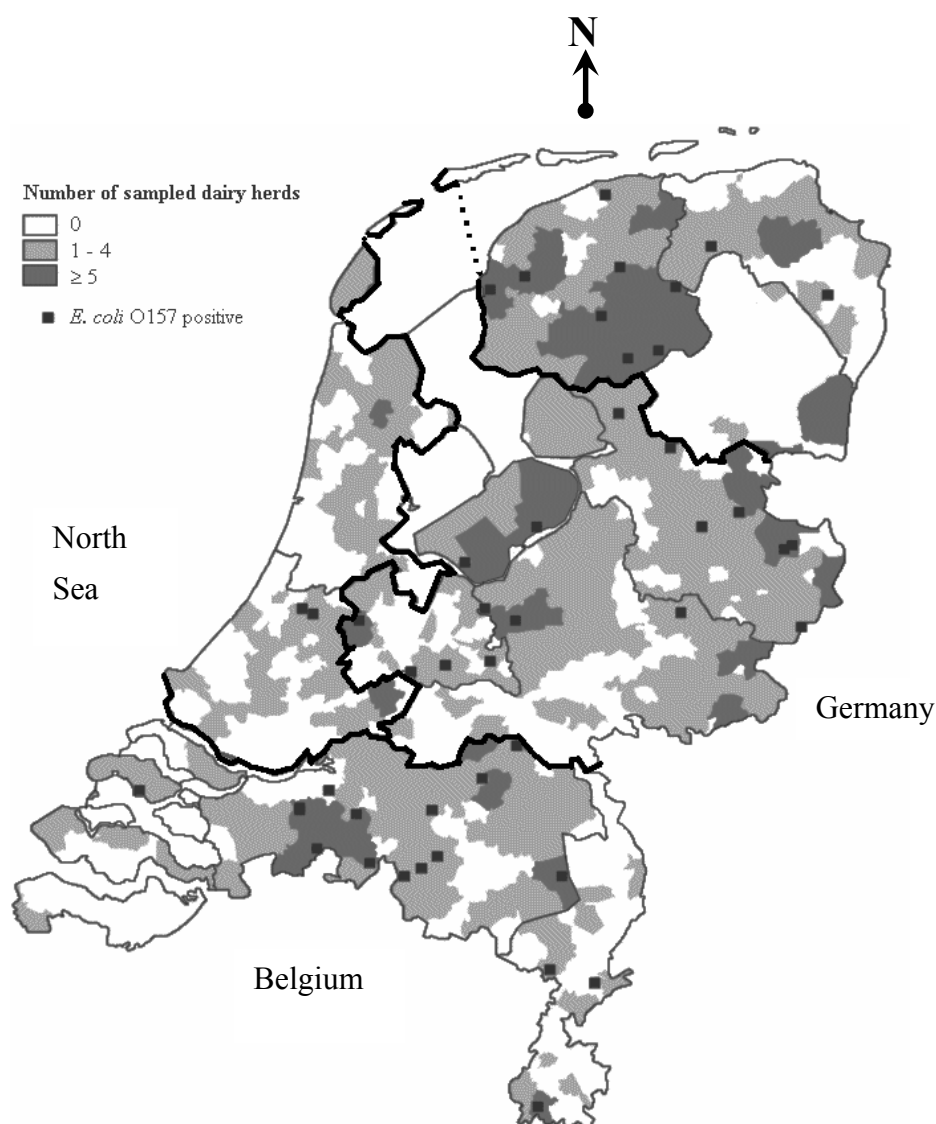 N
Number of sampled dairy herds
0
1 - 4
≥ 5
E. coli O157 positive
North
Sea
Germany
Belgium